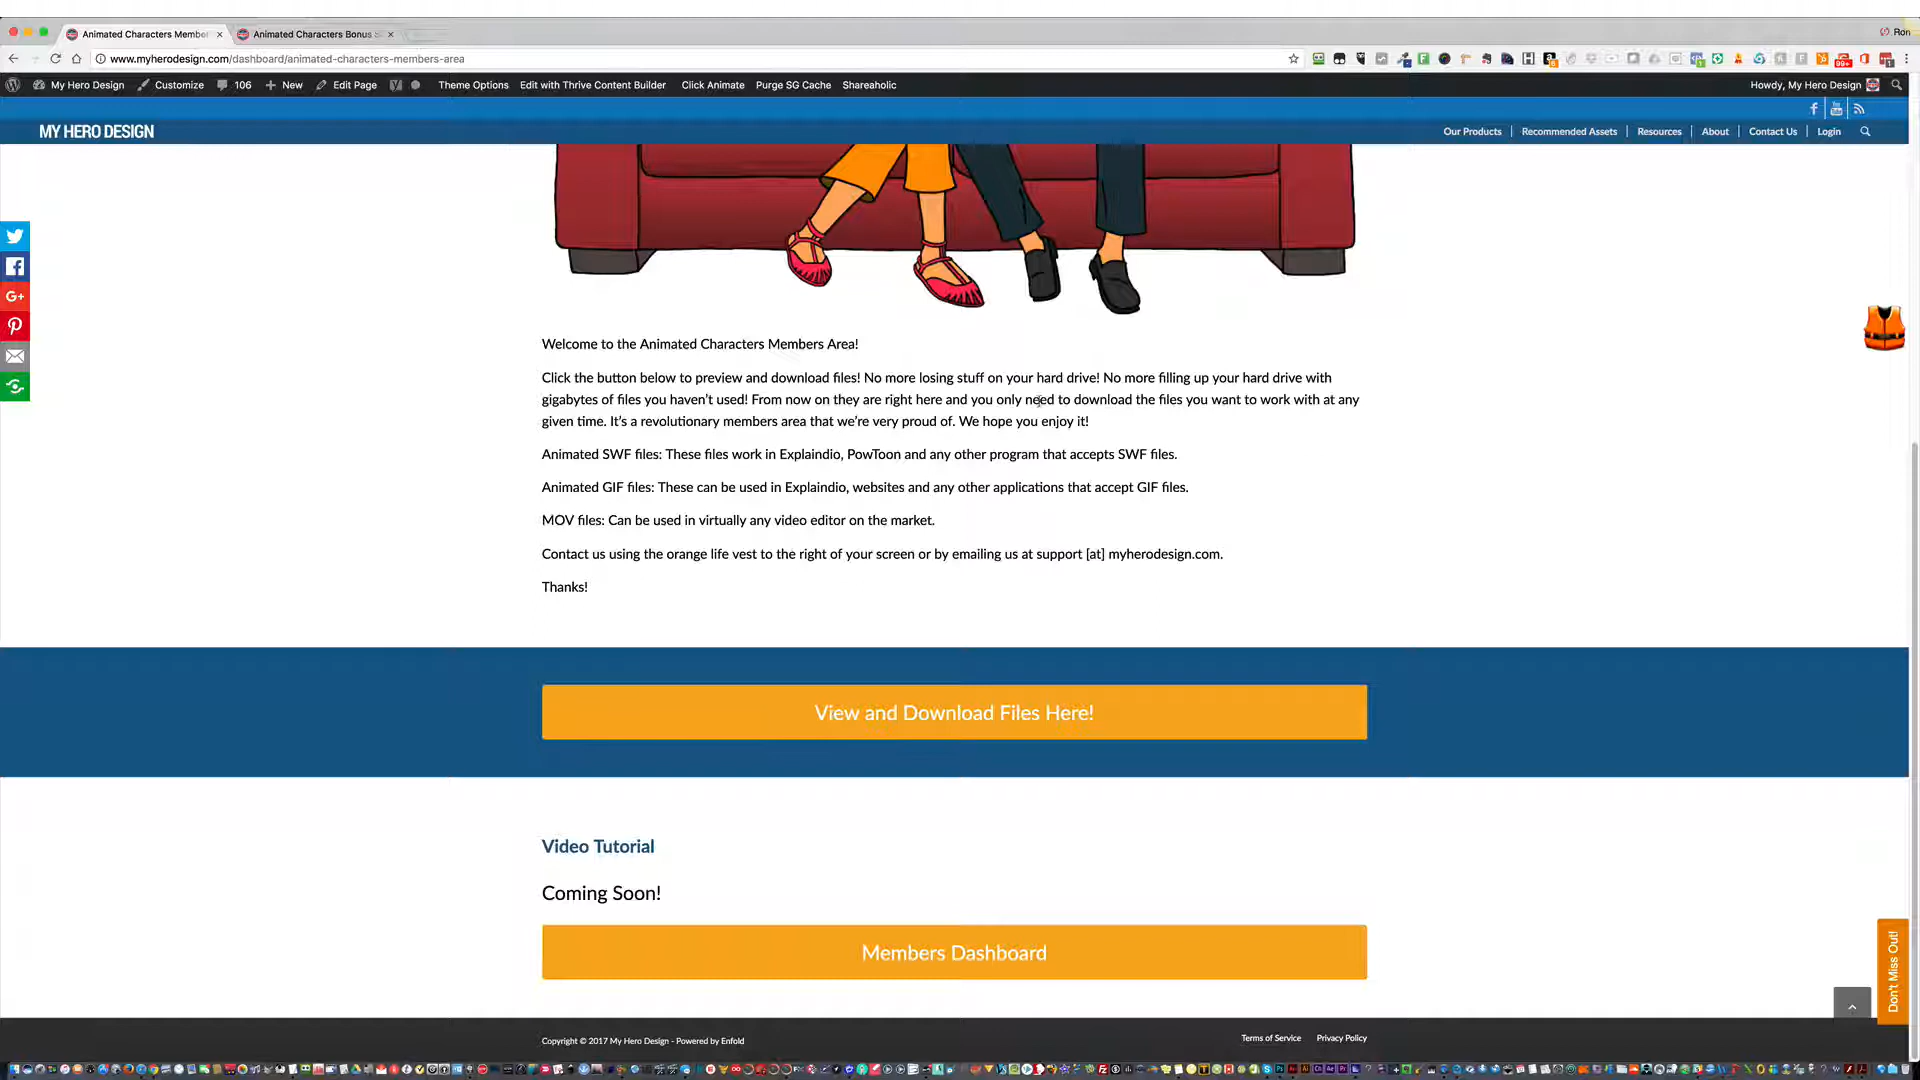 Animated Characters Membe
Animated Characters Bonus S
Ron
www.myherodesign.com/dashboard/animated-characters-members-area
99+
My Hero Design
Customize
106
New
Edit Page
Theme Options
Edit with Thrive Content Builder
Click Animate
Purge SG Cache
Shareaholic
Howdy, My Hero Design
MY HERO DESIGN
Our Products
Recommended Assets
Resources
About
Contact Us
Login
Welcome to the Animated Characters Members Area!
Click the button below to preview and download files! No more losing stuff on your hard drive! No more filling up your hard drive with
gigabytes of files you haven't used! From now on they are right here and you only need to download the files you want to work with at any
given time. It's a revolutionary members area that we're very proud of. We hope you enjoy it!
Animated SWF files: These files work in Explaindio, PowToon and any other program that accepts SWF files.
Animated GIF files: These can be used in Explaindio, websites and any other applications that accept GIF files.
MOV files: Can be used in virtually any video editor on the market.
Contact us using the orange life vest to the right of your screen or by emailing us at support [at] myherodesign.com.
Thanks!
View and Download Files Here!
Video Tutorial
Coming Soon!
Members Dashboard
Don't Miss Out!
Copyright © 2017 My Hero Design - Powered by Enfold
Terms of Service
Privacy Policy